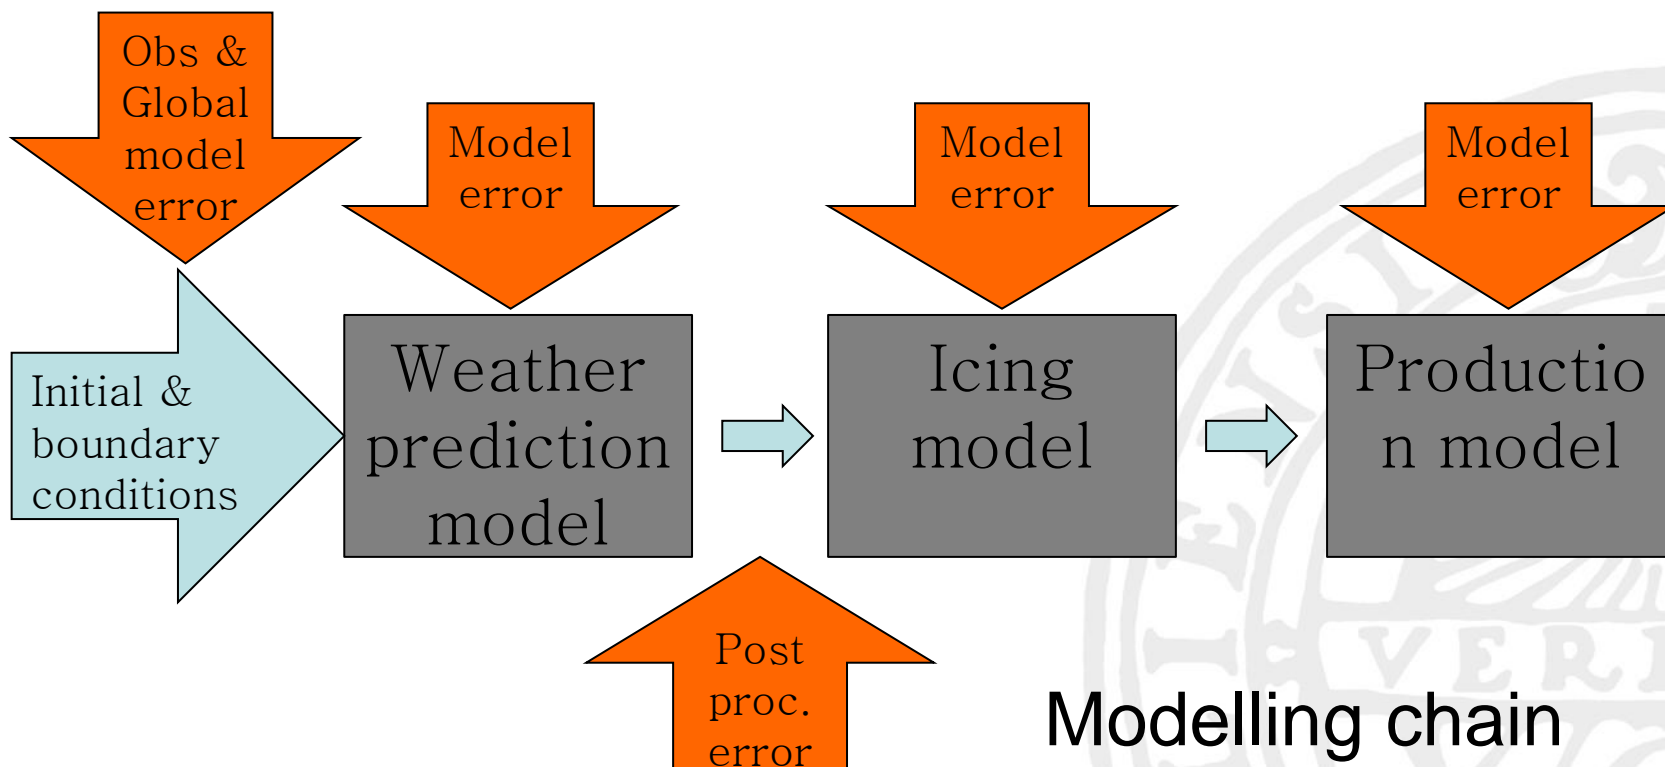 Obs &
Global
model
error
Model
error
Model
error
Model
error
Initial &
boundary
conditions
Weather
prediction
model
Icing
model
Productio
n model
Post
proc.
error
Modelling chain
VERI